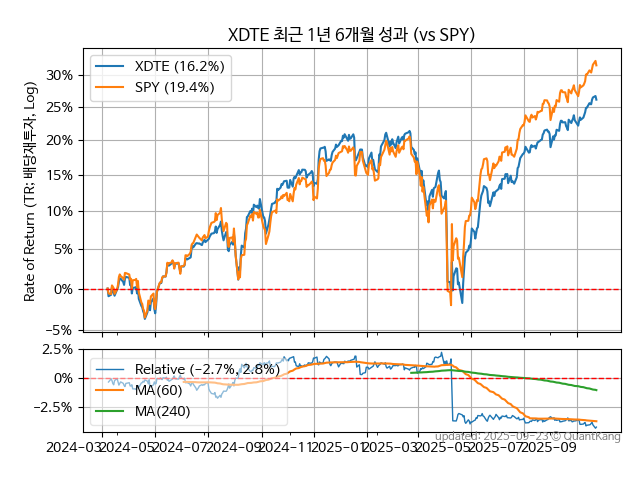 XDTE 최근 1년 6개월 성과 (vs SPY)
XDTE (16.2%)
SPY (19.4%)
Rate of Return (TR: 배당재투자, Log)
30%
25%
20%
15%
10%
5%
0%
−5%
2.5%
0%
−2.5%
Relative (−2.7%, 2.8%)
MA(60)
MA(240)
2024-03 2024-05 2024-07 2024-09 2024-11 2025-01 2025-03 2025-05 2025-07 2025-09
updated: 2025-09-23 © QuantKang